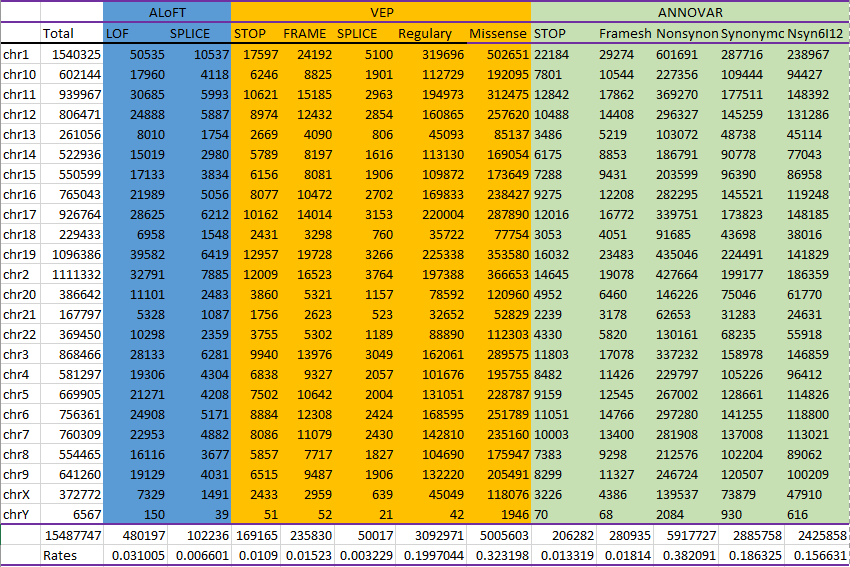 ALoFT VEP ANNOVAR
Total LOF SPLICE STOP FRAME SPLICE Regulary Missense STOP Framesh Nonsynon Synonymc Nsyn6I12
chr1 1540325 50535 10537 17597 24192 5100 319696 502651 22184 29274 601691 287716 238967
chr10 602144 17960 4118 6246 8825 1901 112729 192095 7801 10544 227356 109444 94427
chr11 939967 30685 5993 10621 15185 2963 194973 312475 12842 17862 369270 177511 148392
chr12 806471 24888 5887 8974 12432 2854 160865 257620 10488 14408 296327 145259 131286
chr13 261056 8010 1754 2669 4090 806 45093 85137 3486 5219 103072 48738 45114
chr14 522936 15019 2980 5789 8197 1616 113130 169054 6175 8853 186791 90778 77043
chr15 550599 17133 3834 6156 8081 1906 109872 173649 7288 9431 203599 96390 86958
chr16 765043 21989 5056 8077 10472 2702 169833 238427 9275 12208 282295 145521 119248
chr17 926764 28625 6212 10162 14014 3153 220004 287890 12016 16772 339751 173823 148185
chr18 229433 6958 1548 2431 3298 760 35722 77754 3053 4051 91685 43698 38016
chr19 1096386 39582 6419 12957 19728 3266 225338 353580 16032 23483 435046 224491 141829
chr2 1111332 32791 7885 12009 16523 3764 197388 366653 14645 19078 427664 199177 186359
chr20 386642 11101 2483 3860 5321 1157 78592 120960 4952 6460 146226 75046 61770
chr21 167797 5328 1087 1756 2623 523 32652 52829 2239 3178 62653 31283 24631
chr22 369450 10298 2359 3755 5302 1189 88890 112303 4330 5820 130161 68235 55918
chr3 868466 28133 6281 9940 13976 3049 162061 289575 11803 17078 337232 158978 146859
chr4 581297 19306 4304 6838 9327 2057 101676 195755 8482 11426 229797 105226 96412
chr5 669905 21271 4208 7502 10642 2004 131051 228787 9159 12545 267002 128661 114826
chr6 756361 24908 5171 8884 12308 2424 168595 251789 11051 14766 297280 141255 118800
chr7 760309 22953 4882 8086 11079 2430 142810 235160 10003 13400 281908 137008 113021
chr8 554465 16116 3677 5857 7717 1827 104690 175947 7383 9298 212576 102204 89062
chr9 641260 19129 4031 6515 9487 1906 132220 205491 8299 11327 246724 120507 100209
chrX 372772 7329 1491 2433 2959 639 45049 118076 3226 4386 139537 73879 47910
chrY 6567 150 39 51 52 21 42 1946 70 68 2084 930 616
15487747 480197 102236 169165 235830 50017 3092971 5005603 206282 280935 5917727 2885758 2425858
Rates 0.031005 0.006601 0.0109 0.01523 0.003229 0.1997044 0.323198 0.013319 0.01814 0.382091 0.186325 0.156631